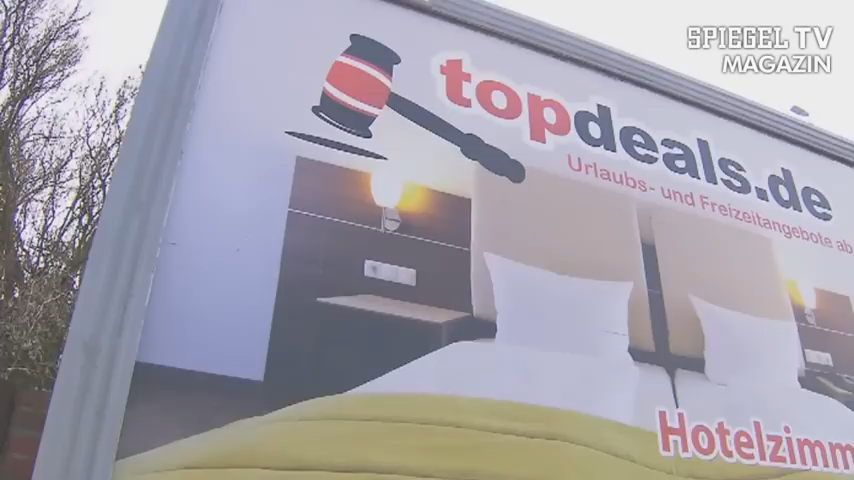 SPIEGEL TV
MAGAZIN
topdeals.de
Urlaubs- und Freizeitangebote ab
Hotelzimm